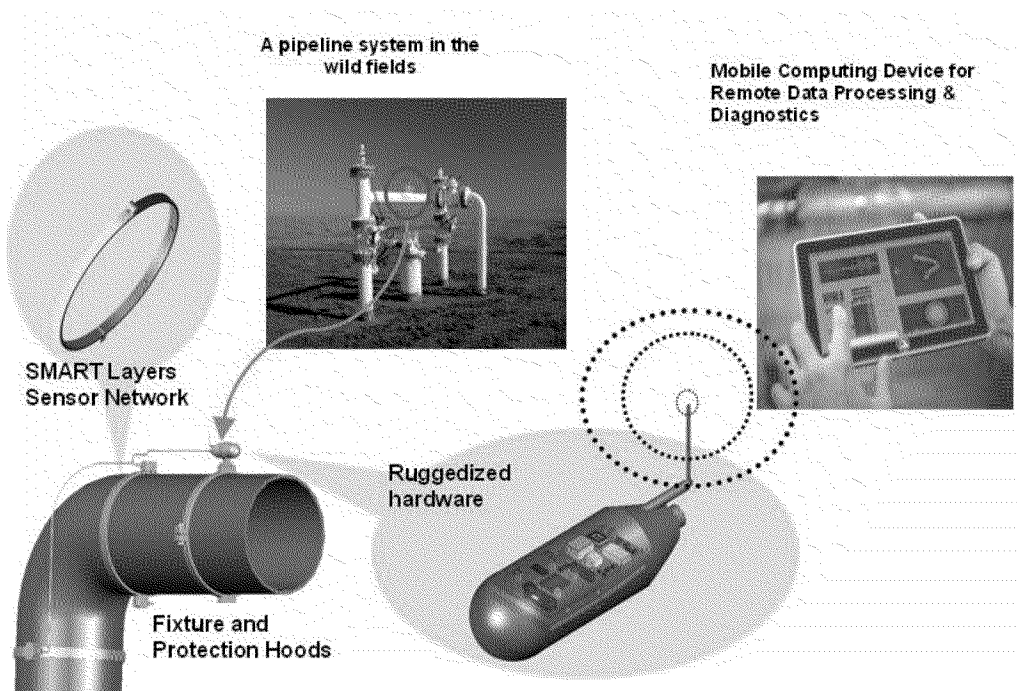 A pipeline system in the
wild fields
Mobile Computing Device for
Remote Data Processing &
Diagnostics
SMART Layers
Sensor Network
Ruggedized
hardware
Fixture and
Protection Hoods